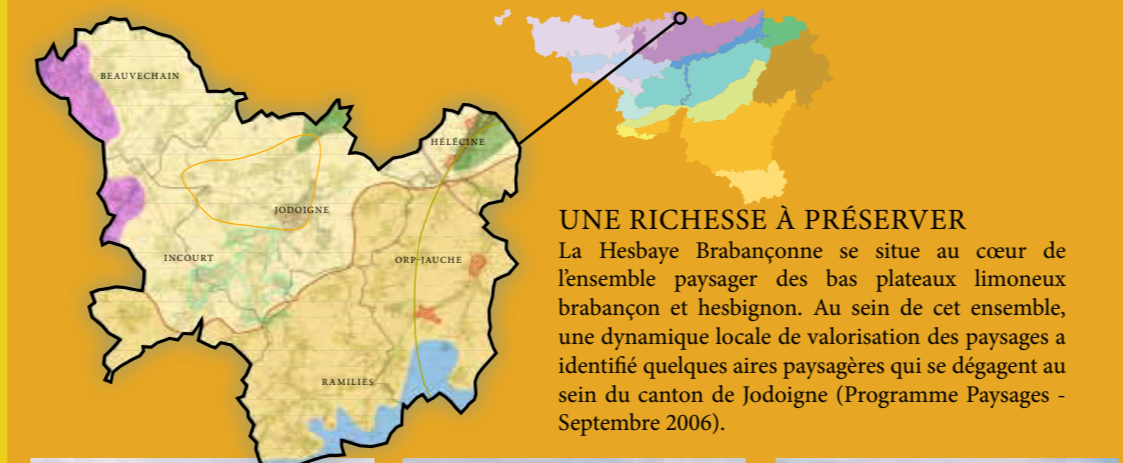 BEAUVECHAIN
HÉLÉCINE
JODOIGNE
INCOURT
ORP-JAUCHE
RAMILIES
UNE RICHESSE À PRÉSERVER
La Hesbaye Brabançonne se situe au cœur de
l’ensemble paysager des bas plateaux limoneux
brabançon et hesbignon. Au sein de cet ensemble,
une dynamique locale de valorisation des paysages a
identifié quelques aires paysagères qui se dégagent au
sein du canton de Jodoigne (Programme Paysages -
Septembre 2006).